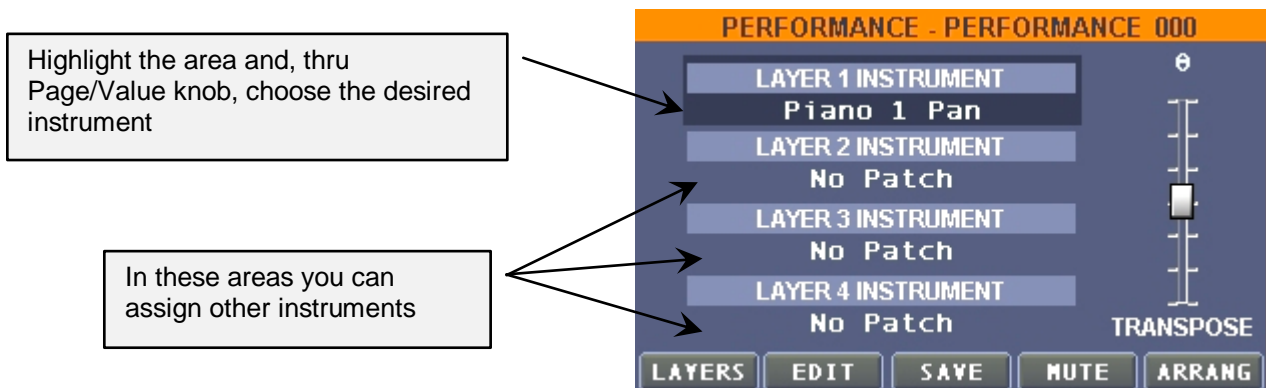 Highlight the area and, thru
Page/Value knob, choose the desired
instrument
In these areas you can
assign other instruments
PERFORMANCE - PERFORMANCE 000
LAYER 1 INSTRUMENT
Piano 1 Pan
LAYER 2 INSTRUMENT
No Patch
LAYER 3 INSTRUMENT
No Patch
LAYER 4 INSTRUMENT
No Patch
0
TRANSPOSE
LAYERS EDIT SAVE MUTE ARRANG